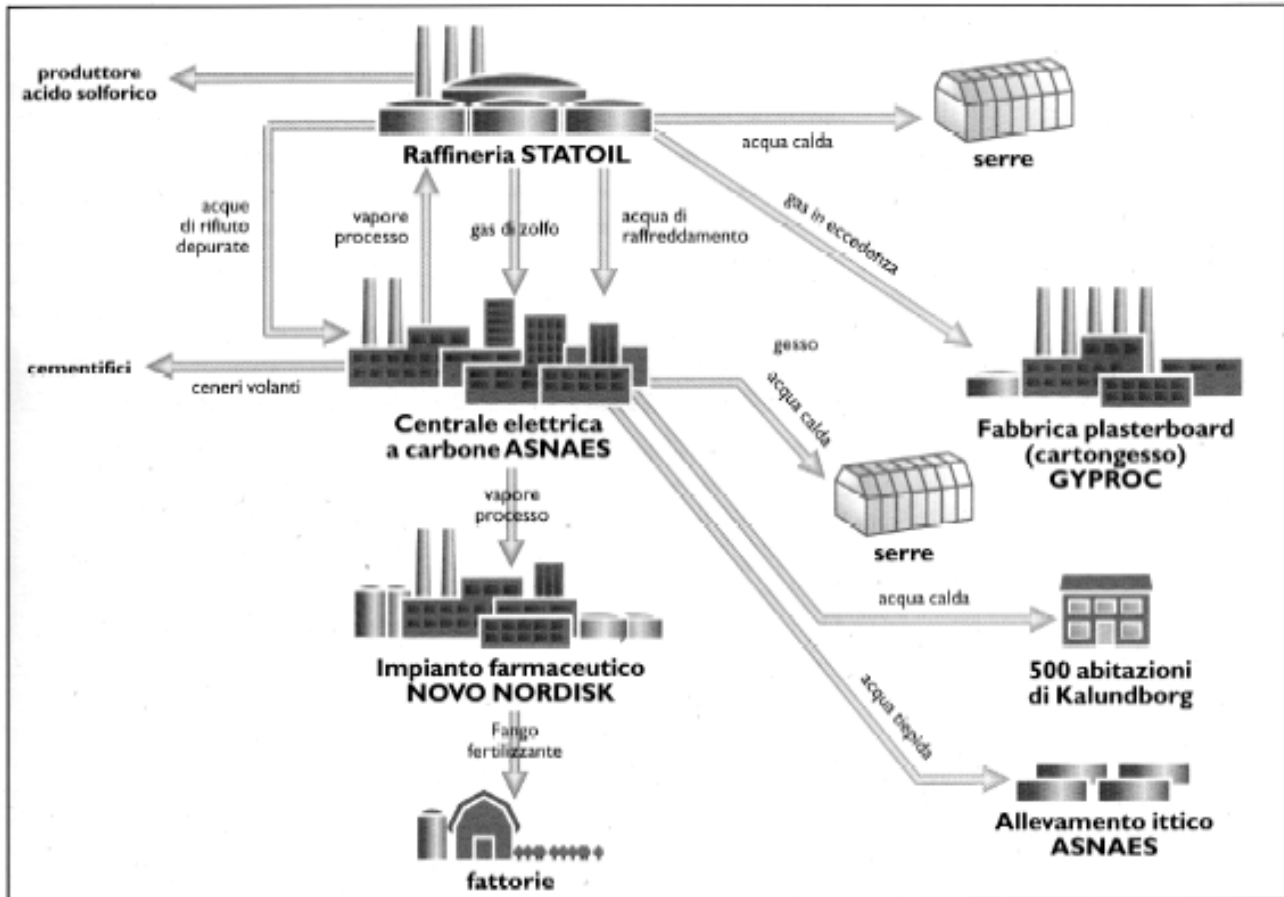 produttore
acido solforico
Raffineria STATOIL
acqua calda
serre
acque
di rifiuto
depurate
vapore
processo
gas di zolfo
acqua di
raffreddamento
gas in eccedenza
cementifici
ceneri volanti
gesso
acqua calda
Centrale elettrica
a carbone ASNAES
Fabbrica plasterboard
(cartongesso)
GYPROC
vapore
processo
serre
acqua calda
Impianto farmaceutico
NOVO NORDISK
500 abitazioni
di Kalundborg
acqua tiepida
Fango
fertilizzante
Allevamento ittico
ASNAES
fattorie